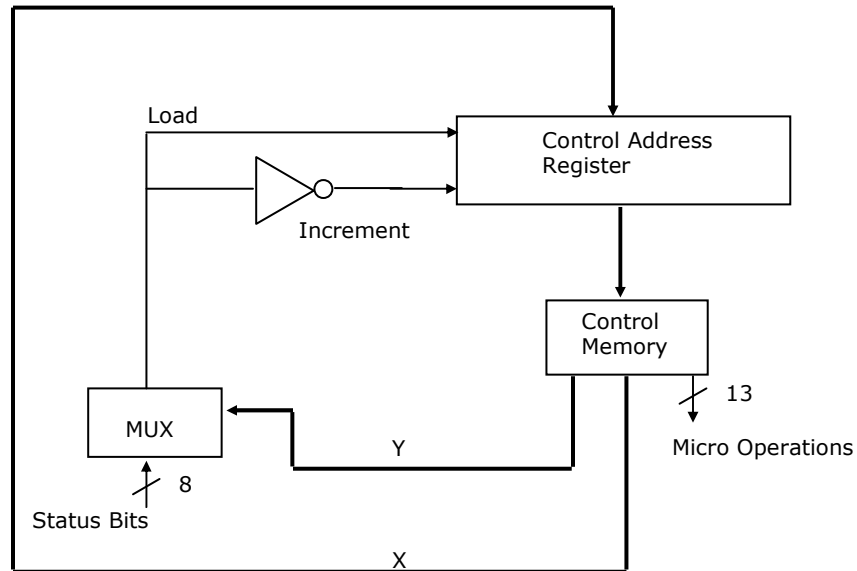 Load
Control Address
Register
Increment
Control
Memory
13
MUX
Y
Micro Operations
8
Status Bits
X